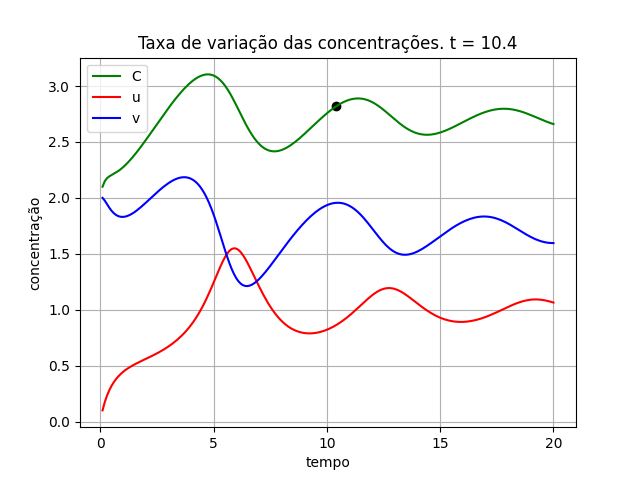 Taxa de variação das concentrações. t = 10.4
C
u
v
concentração
3.0
2.5
2.0
1.5
1.0
0.5
0.0
0
5
10
15
20
tempo